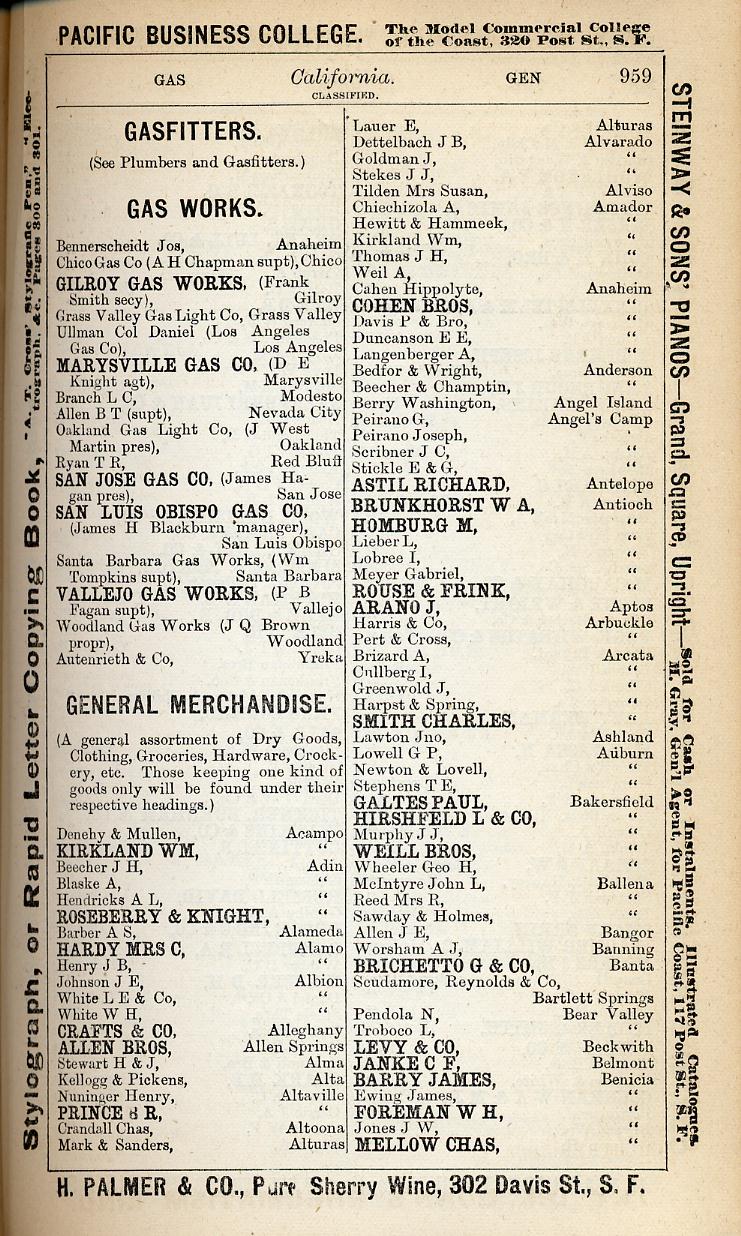 PACIFIC BUSINESS COLLEGE. The Model Commercial College
of the Coast, 320 Post St., S. F.
GAS California. GEN 959
CLASSIFIED.
GASFITTERS.
(See Plumbers and Gasfitters.)
GAS WORKS.
Bennerscheidt Jos, Anaheim
Chico Gas Co (A H Chapman supt), Chico
GILROY GAS WORKS, (Frank
Smith secy), Gilroy
Grass Valley Gas Light Co, Grass Valley
Ullman Col Daniel (Los Angeles
Gas Co), Los Angeles
MARYSVILLE GAS CO, (D E
Knight agt), Marysville
Branch L C, Modesto
Allen B T (supt), Nevada City
Oakland Gas Light Co, (J West
Martin pres), Oakland
Ryan T R, Red Bluff
SAN JOSE GAS CO, (James Ha-
gan pres), San Jose
SAN LUIS OBISPO GAS CO,
(James H Blackburn manager),
San Luis Obispo
Santa Barbara Gas Works, (Wm
Tompkins supt), Santa Barbara
VALLEJO GAS WORKS, (P B
Fagan supt), Vallejo
Woodland Gas Works (J Q Brown
propr), Woodland
Autenrieth & Co, Yreka
GENERAL MERCHANDISE.
(A general assortment of Dry Goods,
Clothing, Groceries, Hardware, Crock-
ery, etc. Those keeping one kind of
goods only will be found under their
respective headings.)
Denehy & Mullen, Acampo
KIRKLAND WM, “
Beecher J H, Adin
Blaske A, “
Hendricks A L, “
ROSEBERRY & KNIGHT, “
Barber A S, Alameda
HARDY MRS C, Alamo
Henry J B, “
Johnson J E, Albion
White L E & Co, “
White W H, “
CRAFTS & CO, Alleghany
ALLEN BROS, Allen Springs
Stewart H & J, Alma
Kellogg & Pickens, Alta
Nuninger Henry, Altaville
PRINCE & R, “
Crandall Chas, Altoona
Mark & Sanders, Alturas
Lauer E, Alturas
Dettelbach J B, Alvarado
Goldman J, “
Stekes J J, “
Tilden Mrs Susan, Alviso
Chiechizola A, Amador
Hewitt & Hammeek, “
Kirkland Wm, “
Thomas J H, “
Weil A, “
Cahen Hippolyte, Anaheim
COHEN BROS, “
Davis P & Bro, “
Duncanson E E, “
Langenberger A, “
Bedfor & Wright, Anderson
Beecher & Champtin, “
Berry Washington, Angel Island
Peirano G, Angel's Camp
Peirano Joseph,
Scribner J C, “
Stickle E & G, “
ASTIL RICHARD, Antelope
BRUNKHORST W A, Antioch
HOMBURG M, “
Lieber L, “
Lobree I, “
Meyer Gabriel, “
ROUSE & FRINK, “
ARANO J, Aptos
Harris & Co, Arbuckle
Pert & Cross, “
Brizard A, Arcata
Cullberg I, “
Greenwold J, “
Harpst & Spring, “
SMITH CHARLES, “
Lawton Jno, Ashland
Lowell G P, Auburn
Newton & Lovell, “
Stephens T E, “
GALTES PAUL, Bakersfield
HIRSHFELD L & CO, “
Murphy J J, “
WEILL BROS, “
Wheeler Geo H, “
McIntyre John L, Ballena
Reed Mrs R, “
Sawday & Holmes, “
Allen J E, Bangor
Worsham A J, Banning
BRICHETTO G & CO, Banta
Scudamore, Reynolds & Co,
Bartlett Springs
Pendola N, Bear Valley
Troboco L, “
LEVY & CO, Beckwith
JANKE C F, Belmont
BARRY JAMES, Benicia
Ewing James, “
FOREMAN W H, “
Jones J W, “
MELLOW CHAS, “
H. PALMER & CO., Pure Sherry Wine, 302 Davis St., S. F.
Stylograph, or Rapid Letter Copying Book, "A. T. Cross' Stylografic Pen," "Elec-
trograph, &c. Pages 300 and 301.
STEINWAY & SONS' PIANOS—Grand, Square, Upright—Sold for Cash or Instalments. Illustrated Catalogues.
M. Gray, Gen'l Agent, for Pacific Coast, 117 Post St., S. F.